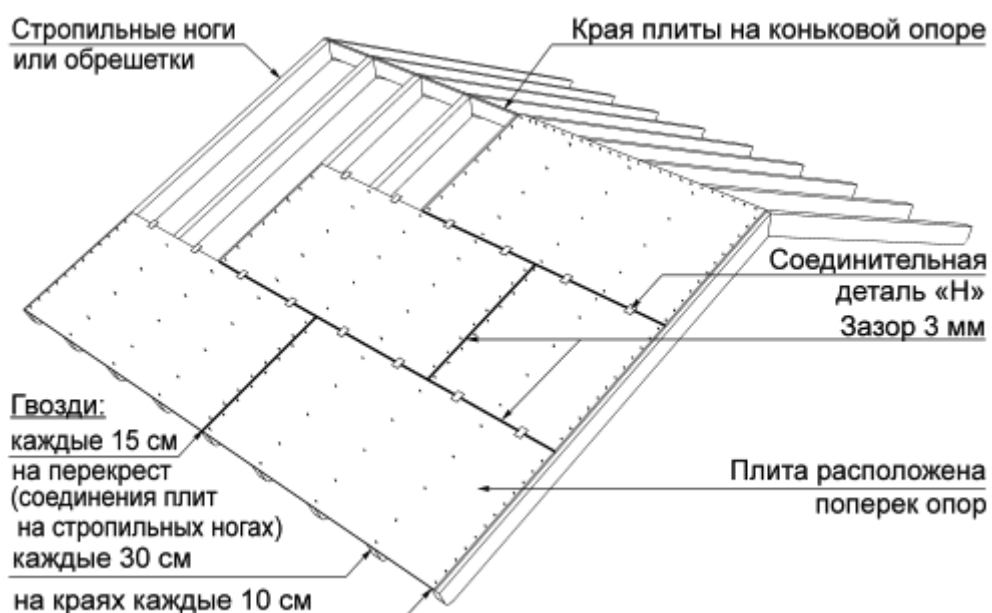 Стропильные ноги
или обрешетки
Края плиты на коньковой опоре
Соединительная
деталь «Н»
Зазор 3 мм
Гвозди:
каждые 15 см
на перекрест
(соединения плит
на стропильных ногах)
каждые 30 см
на краях каждые 10 см
Плита расположена
поперек опор